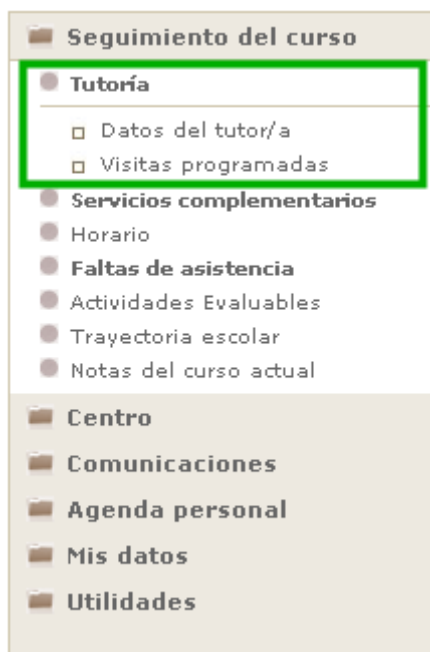 Seguimiento del curso
Tutoría
Datos del tutor/a
Visitas programadas
Servicios complementarios
Horario
Faltas de asistencia
Actividades Evaluables
Trayectoria escolar
Notas del curso actual
Centro
Comunicaciones
Agenda personal
Mis datos
Utilidades